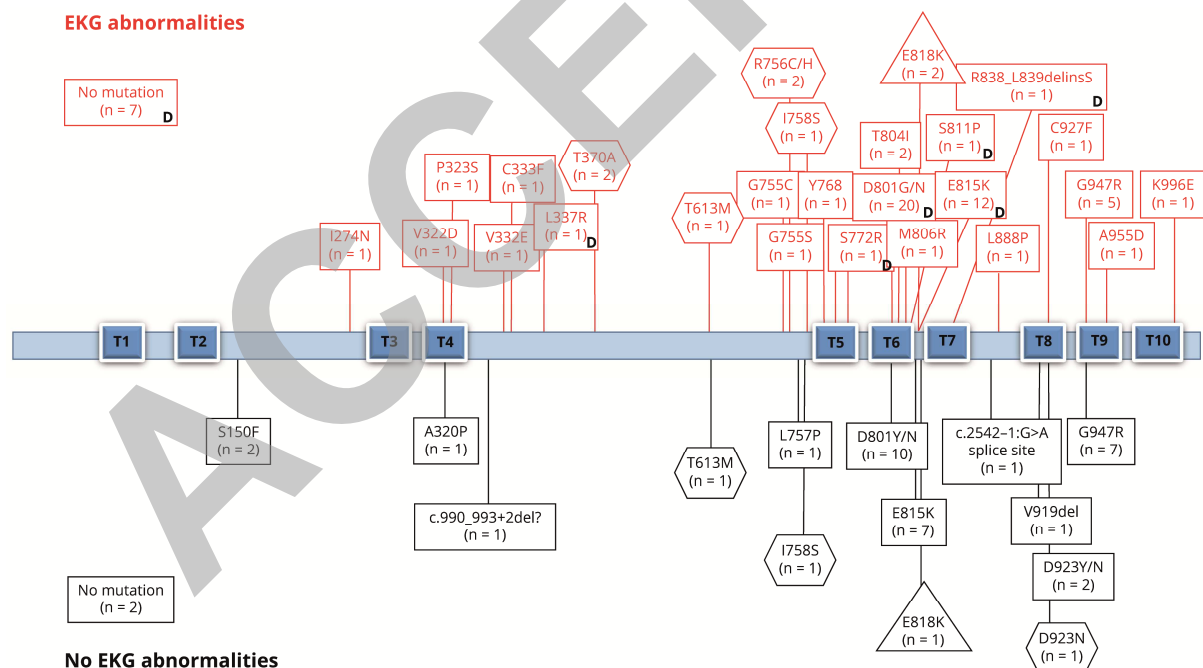 EKG abnormalities
No mutation
(n = 7)
D
I274N
(n = 1)
P323S
(n = 1)
V322D
(n = 1)
C333F
(n = 1)
V332E
(n = 1)
L337R
(n = 1)
D
T370A
(n = 2)
T613M
(n = 1)
R756C/H
(n = 2)
I758S
(n = 1)
G755C
(n= 1)
Y768
(n = 1)
G755S
(n = 1)
S772R
(n = 1)
D
E818K
(n = 2)
R838_L839delinsS
(n = 1)
D
T804I
(n = 2)
S811P
(n = 1)
D
D801G/N
(n = 20)
D
E815K
(n = 12)
D
M806R
(n = 1)
L888P
(n = 1)
C927F
(n = 1)
G947R
(n = 5)
A955D
(n = 1)
K996E
(n = 1)
T1
T2
T3
T4
T5
T6
T7
T8
T9
T10
S150F
(n = 2)
A320P
(n = 1)
c.990_993+2del?
(n = 1)
T613M
(n = 1)
L757P
(n = 1)
I758S
(n = 1)
D801Y/N
(n = 10)
E815K
(n = 7)
E818K
(n = 1)
c.2542–1:G>A
splice site
(n = 1)
G947R
(n = 7)
V919del
(n = 1)
D923Y/N
(n = 2)
D923N
(n = 1)
No mutation
(n = 2)
No EKG abnormalities
ACCE